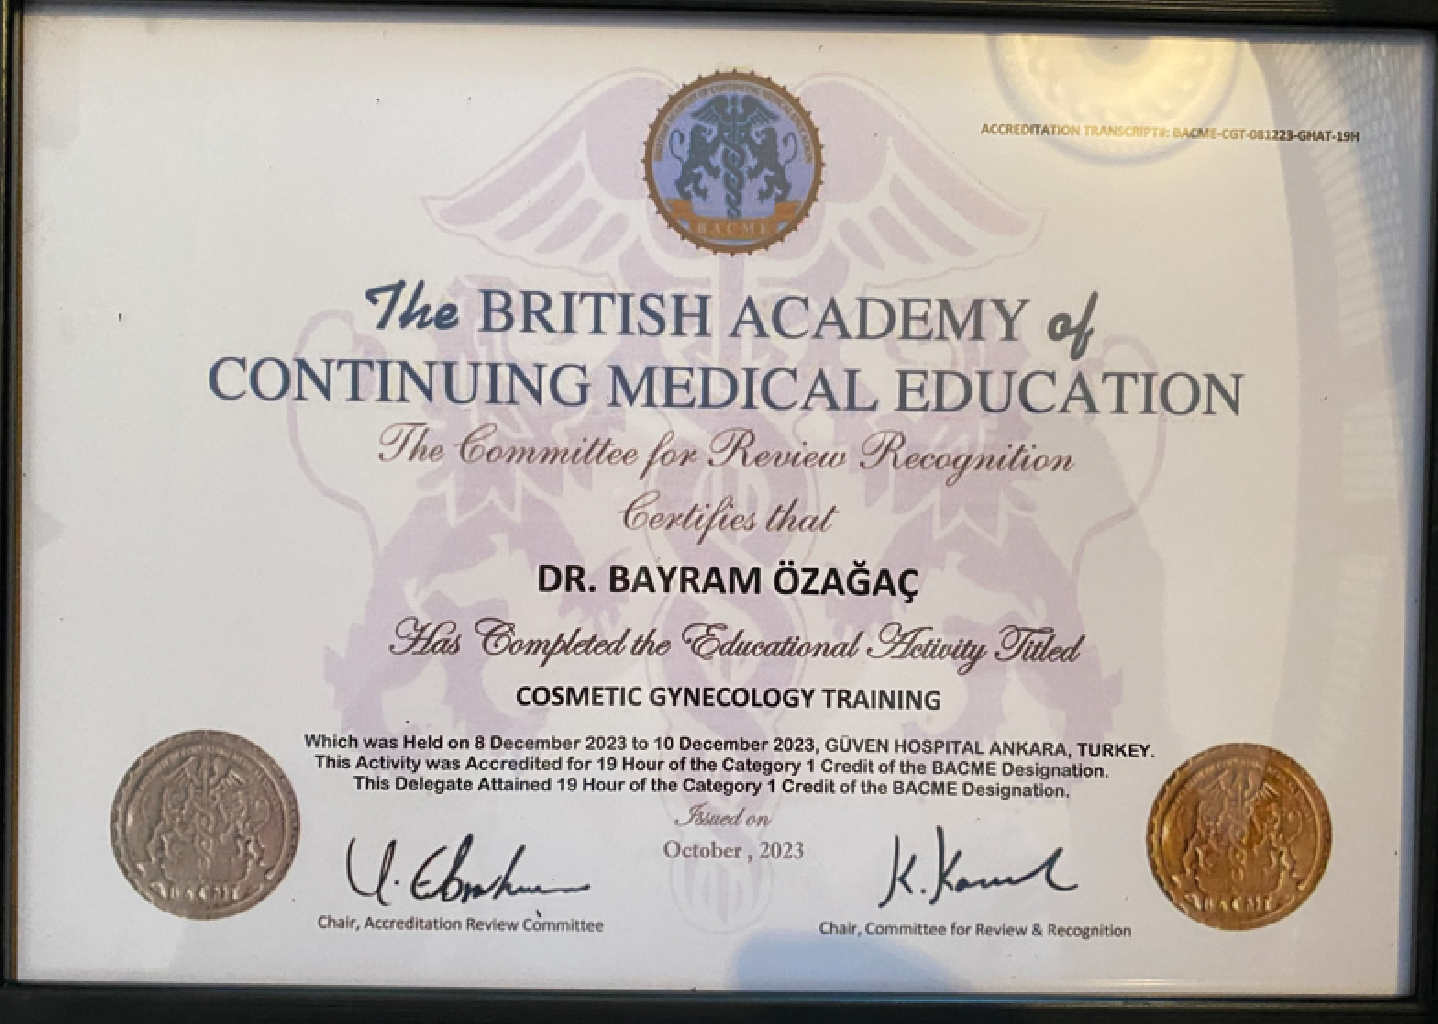 BACME
ACCREDITATION TRANSCRIPT#: BACME-CGT-081223-GHAT-19H
The BRITISH ACADEMY of
CONTINUING MEDICAL EDUCATION
The Committee for Review Recognition
Certifies that
DR. BAYRAM ÖZAĞAÇ
Has Completed the Educational Activity Titled
COSMETIC GYNECOLOGY TRAINING
Which was Held on 8 December 2023 to 10 December 2023, GÜVEN HOSPITAL ANKARA, TURKEY.
This Activity was Accredited for 19 Hour of the Category 1 Credit of the BACME Designation.
This Delegate Attained 19 Hour of the Category 1 Credit of the BACME Designation.
Issued on
October , 2023
BACME
Chair, Accreditation Review Committee
K. Kamel
Chair, Committee for Review & Recognition
BACME